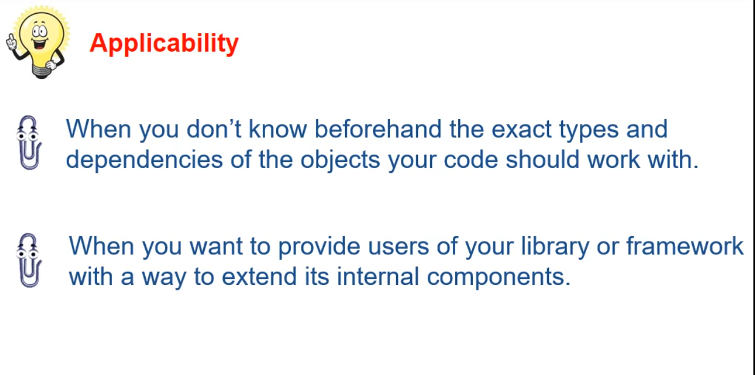 Applicability
When you don’t know beforehand the exact types and
dependencies of the objects your code should work with.
When you want to provide users of your library or framework
with a way to extend its internal components.